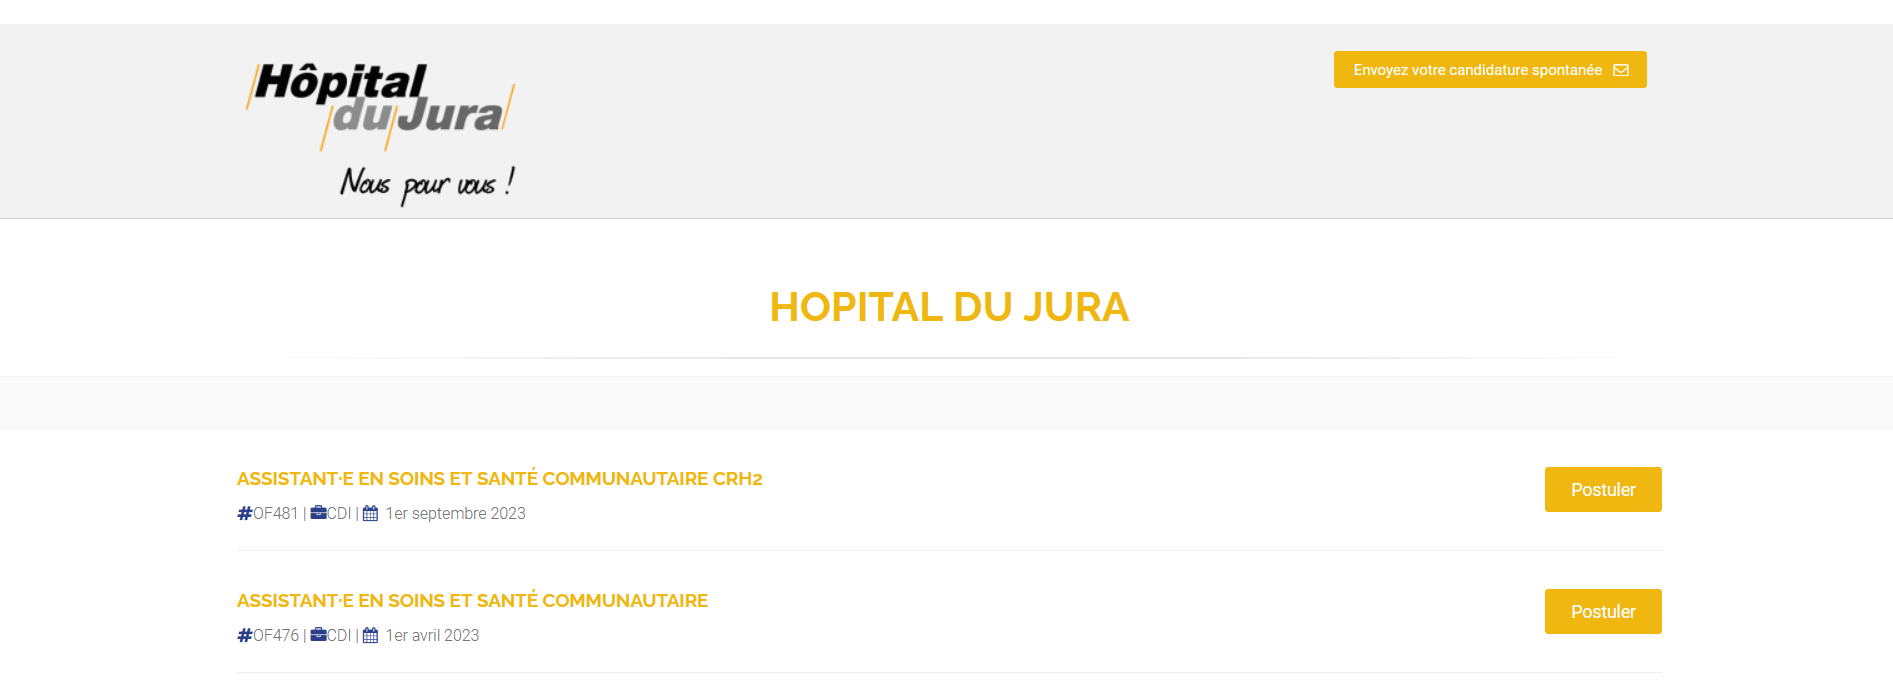 Hôpital
du Jura
Nous pour vous !
Envoyez votre candidature spontanée
HOPITAL DU JURA
ASSISTANT·E EN SOINS ET SANTÉ COMMUNAUTAIRE CRH2
#OF481 | CDI | 1er septembre 2023
Postuler
ASSISTANT·E EN SOINS ET SANTÉ COMMUNAUTAIRE
#OF476 | CDI | 1er avril 2023
Postuler